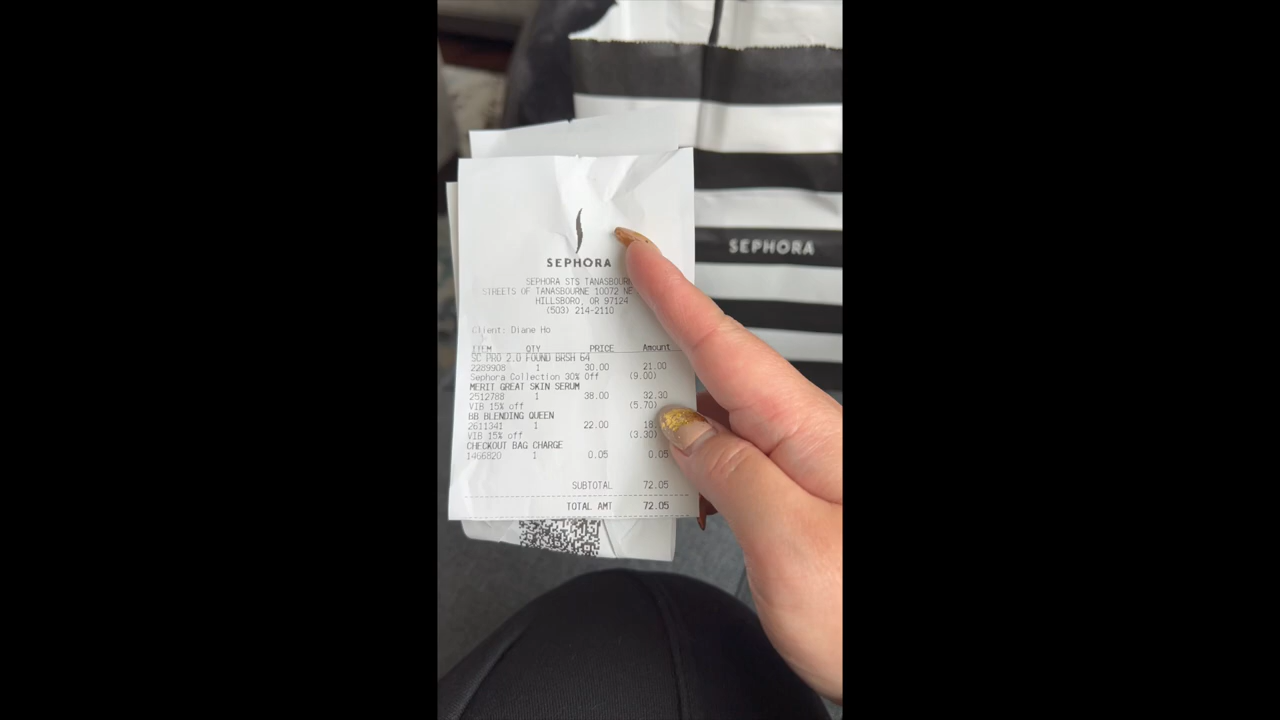 SEPHORA
SEPHORA STS TANASBOURN
STREETS OF TANASBOURNE 10072 NE
HILLSBORO, OR 97124
(503) 214-2110
Client: Diane Ho
ITEM QTY PRICE Amount
SC PRO 2.0 FOUND BRSH 64
2289908 1 30.00 21.00
Sephora Collection 30% Off (9.00)
MERIT GREAT SKIN SERUM
2512788 1 38.00 32.30
VIB 15% off (5.70)
BB BLENDING QUEEN
2611341 1 22.00 18.
VIB 15% off (3.30)
CHECKOUT BAG CHARGE
1466820 1 0.05 0.05
SUBTOTAL 72.05
TOTAL AMT 72.05
SEPHORA